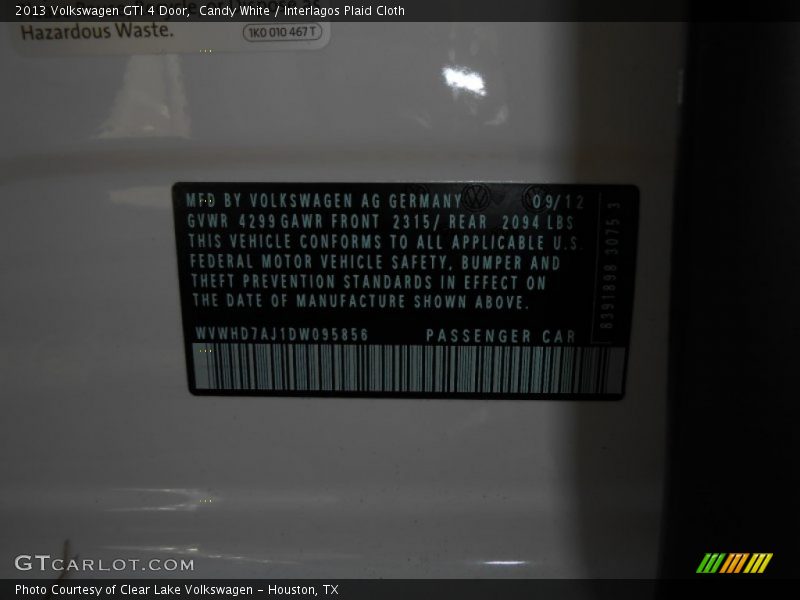 2013 Volkswagen GTI 4 Door, Candy White / Interlagos Plaid Cloth
Hazardous Waste.
1K0 010 467 T
MFD BY VOLKSWAGEN AG GERMANY 09/12
GVWR 4299 GAWR FRONT 2315/ REAR 2094 LBS
THIS VEHICLE CONFORMS TO ALL APPLICABLE U.S.
FEDERAL MOTOR VEHICLE SAFETY, BUMPER AND
THEFT PREVENTION STANDARDS IN EFFECT ON
THE DATE OF MANUFACTURE SHOWN ABOVE.
WVWHD7AJ1DW095856 PASSENGER CAR
8391898 3075 3
GTCARLOT.COM
Photo Courtesy of Clear Lake Volkswagen - Houston, TX